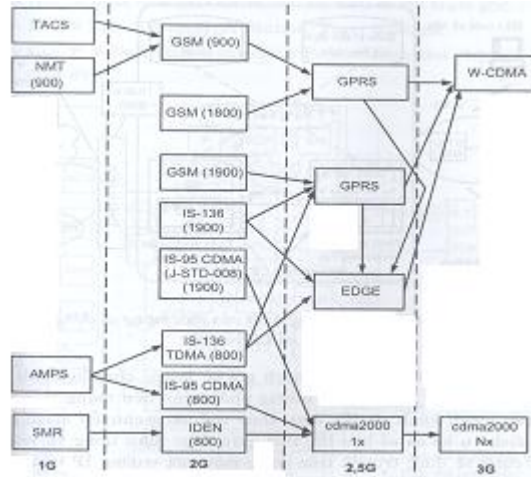 TACS
NMT
(900)
GSM (900)
GSM (1800)
GSM (1900)
IS-136
(1900)
IS-95 CDMA
(J-STD-008)
(1900)
IS-136
TDMA (800)
AMPS
IS-95 CDMA
(800)
SMR
IDEN
(800)
GPRS
GPRS
EDGE
cdma2000
1x
W-CDMA
cdma2000
Nx
1G
2G
2,5G
3G